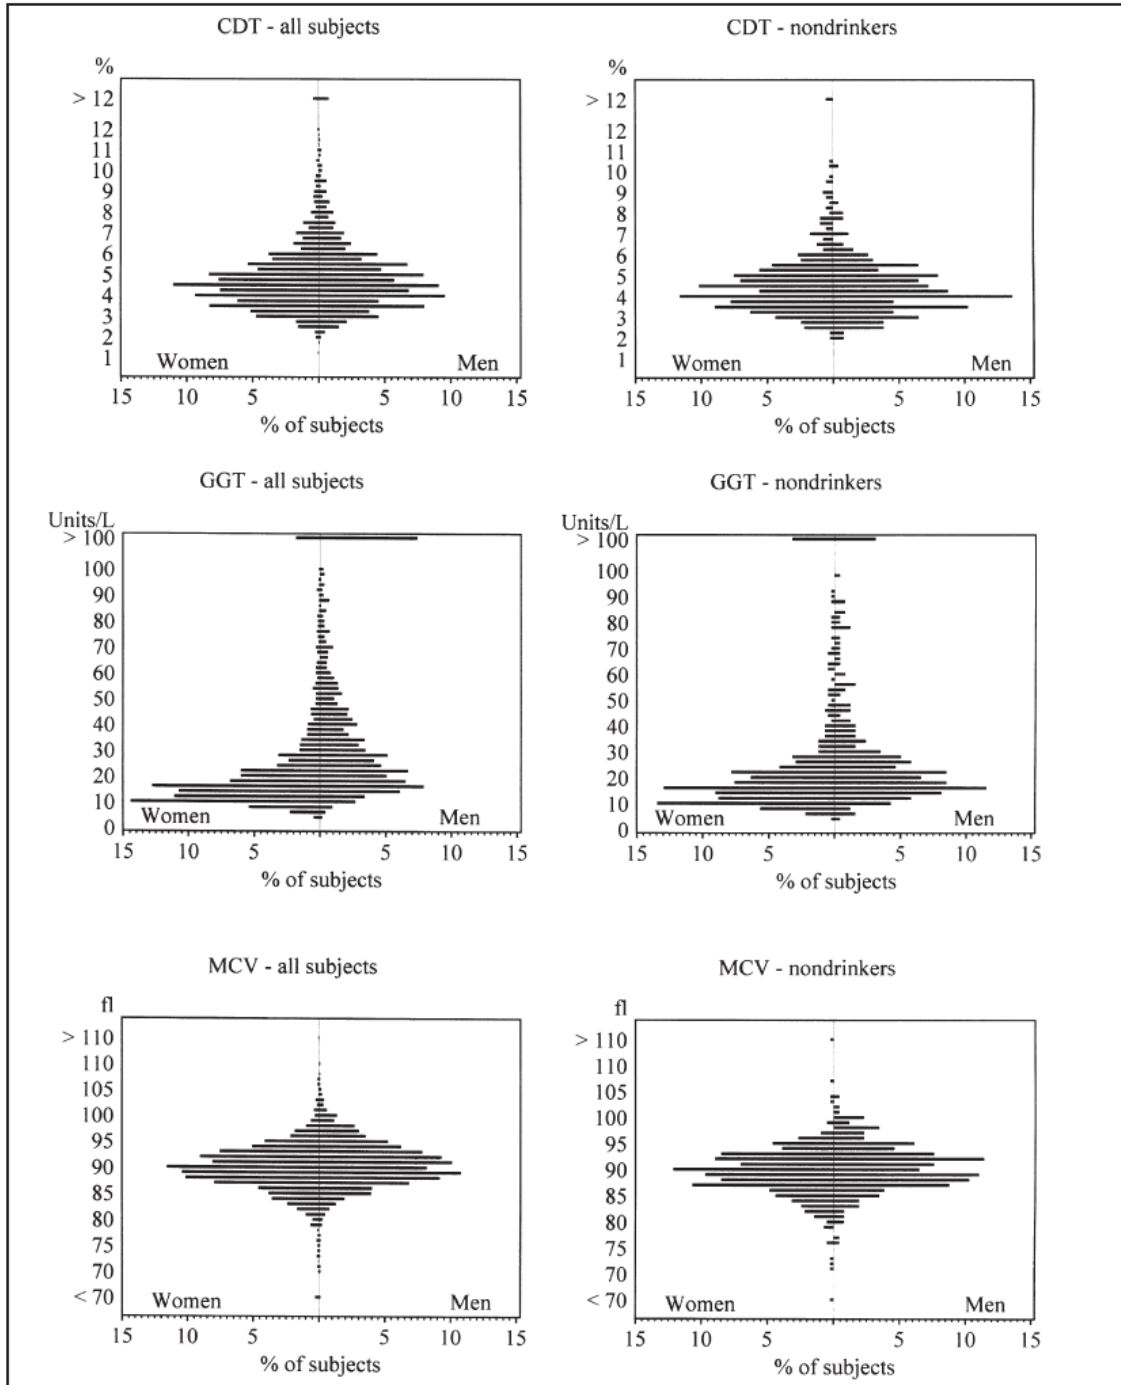 CDT - all subjects
%
> 12
12
11
10
9
8
7
6
5
4
3
2
1
Women Men
15 10 5 5 10 15
% of subjects
CDT - nondrinkers
%
> 12
12
11
10
9
8
7
6
5
4
3
2
1
Women Men
15 10 5 5 10 15
% of subjects
GGT - all subjects
Units/L
> 100
100
90
80
70
60
50
40
30
20
10
0
Women Men
15 10 5 5 10 15
% of subjects
GGT - nondrinkers
Units/L
> 100
100
90
80
70
60
50
40
30
20
10
0
Women Men
15 10 5 5 10 15
% of subjects
MCV - all subjects
fl
> 110
110
105
100
95
90
85
80
75
70
< 70
Women Men
15 10 5 5 10 15
% of subjects
MCV - nondrinkers
fl
> 110
110
105
100
95
90
85
80
75
70
< 70
Women Men
15 10 5 5 10 15
% of subjects